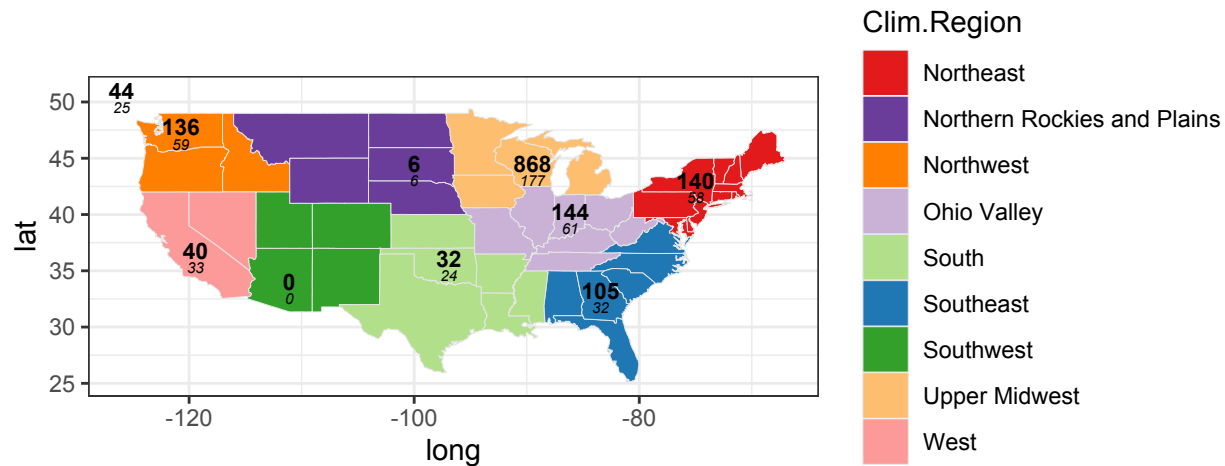 Clim.Region
Northeast
Northern Rockies and Plains
Northwest
Ohio Valley
South
Southeast
Southwest
Upper Midwest
West
lat
50
45
40
35
30
25
44
25
136
59
6
6
868
177
140
58
144
61
40
33
32
24
0
0
105
32
-120
-100
-80
long